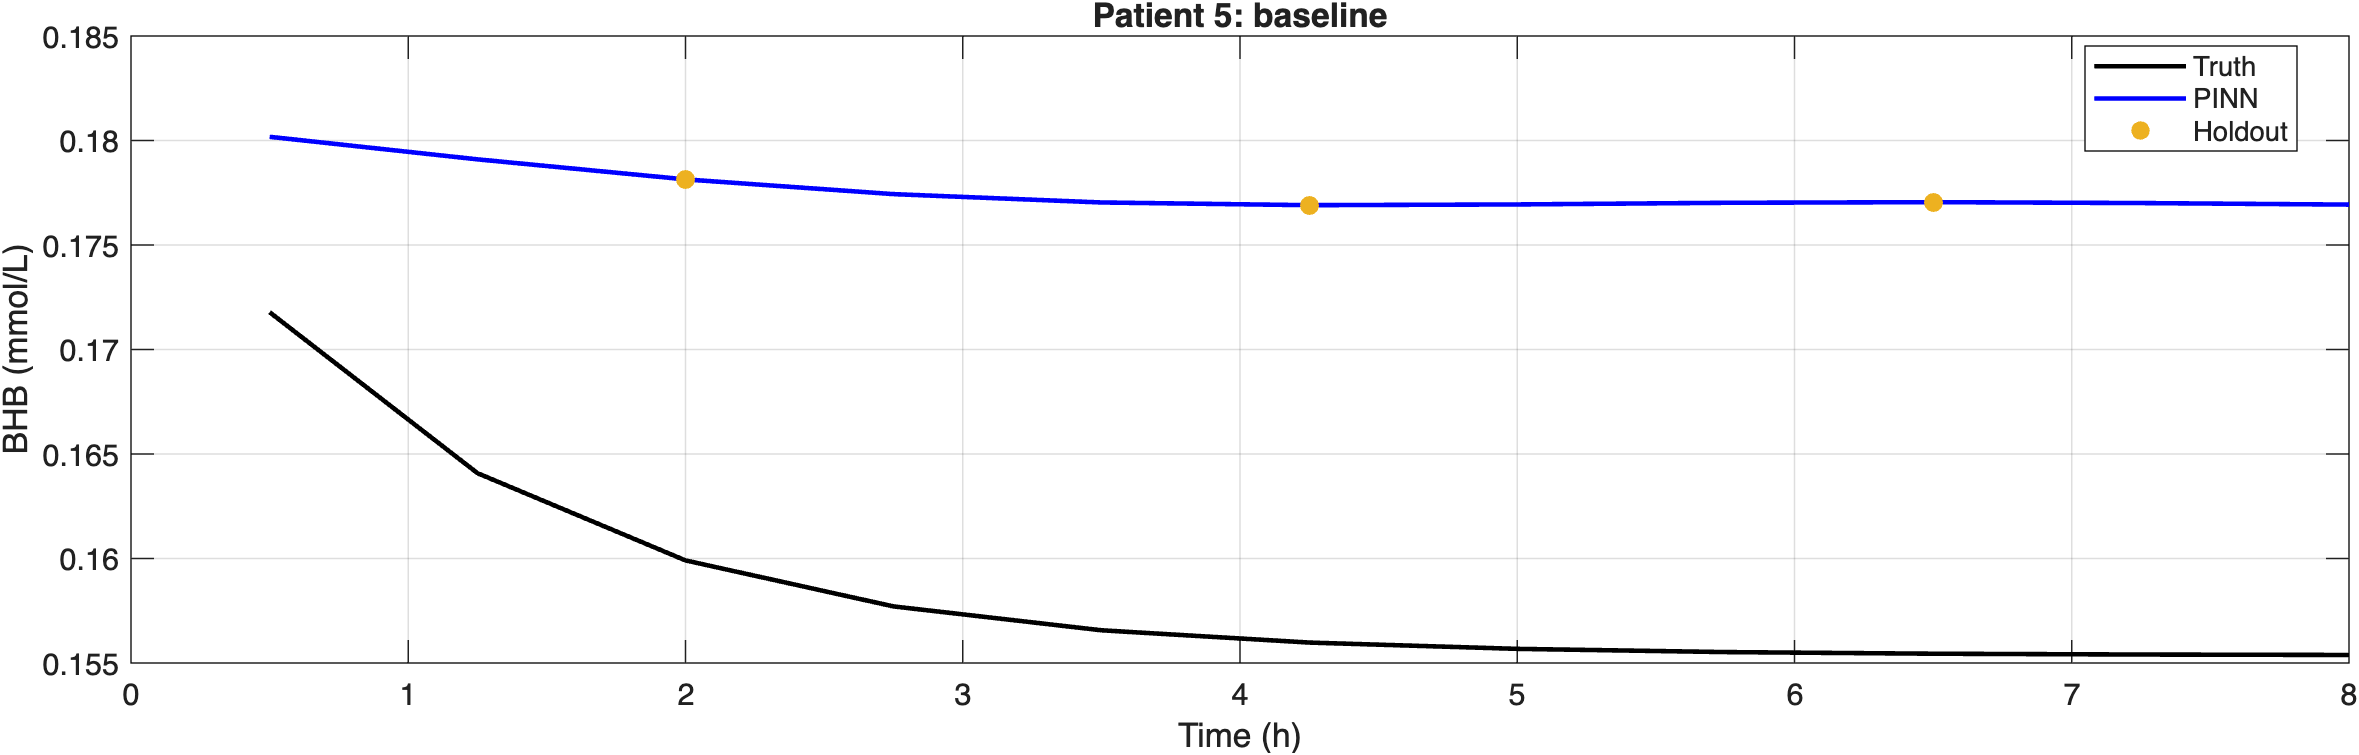 Patient 5: baseline
0.185
0.18
0.175
0.17
0.165
0.16
0.155
BHB (mmol/L)
Truth
PINN
Holdout
0 1 2 3 4 5 6 7 8
Time (h)